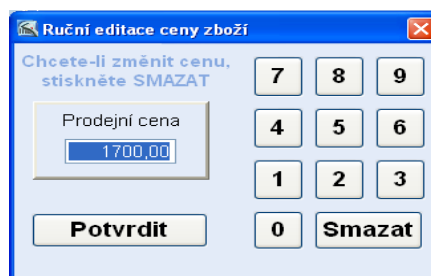 Ruční editace ceny zboží
Chcete-li změnit cenu,
stiskněte SMAZAT
Prodejní cena
1700,00
Potvrdit
7 8 9
4 5 6
1 2 3
0 Smazat